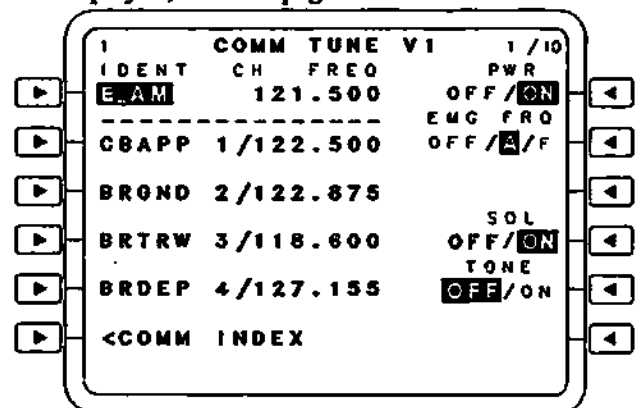 1 COMM TUNE V1 1/10
IDENT CH FREQ PWR
E_AM 121.500 OFF/ON
EMG FRQ
CBAPP 1/122.500 OFF/A/F
BRGND 2/122.875
SOL
BRTRW 3/118.600 OFF/ON
TONE
BRDEP 4/127.155 OFF/ON
<COMM INDEX